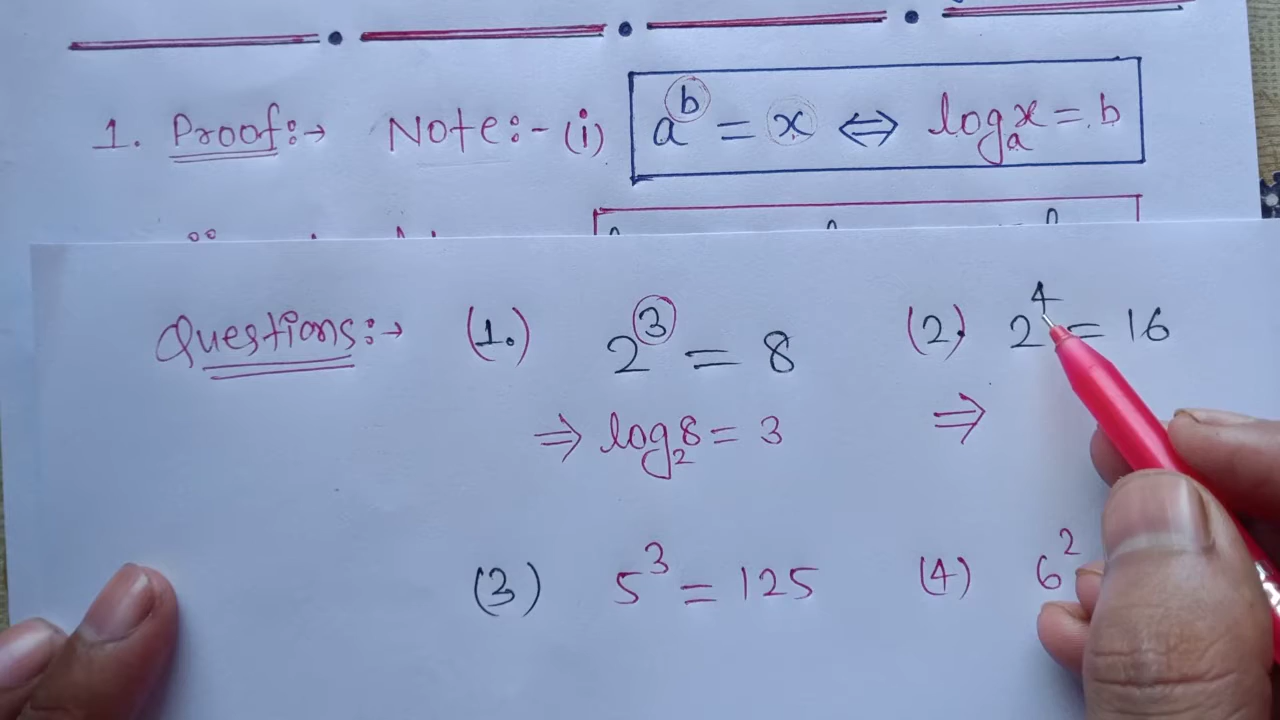 1. Proof:→ Note:- (i) a^b = x ⇔ log_a x = b
Questions:→ (1.) 2^3 = 8 (2) 2^4 = 16
⇒ log_2 8 = 3 ⇒
(3) 5^3 = 125 (4) 6^2